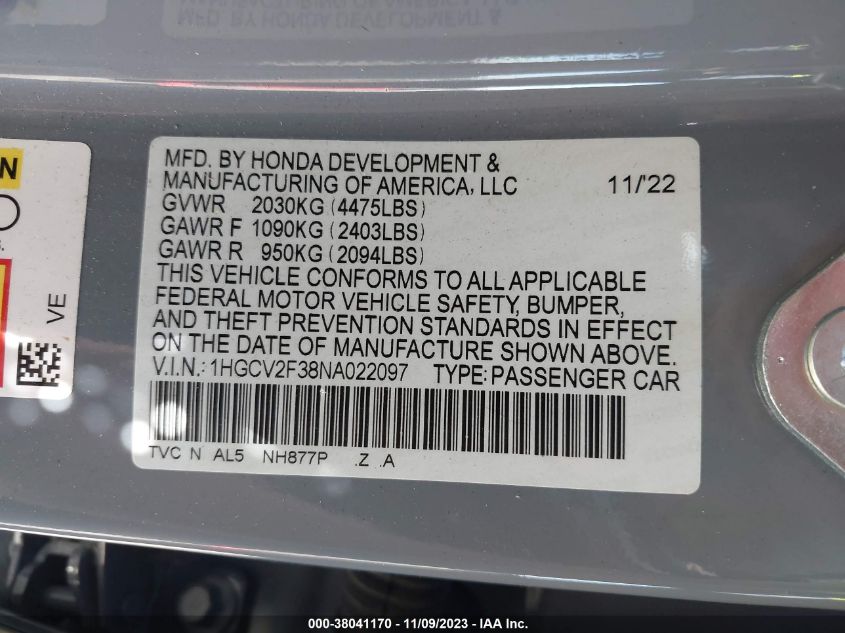 MFD. BY HONDA DEVELOPMENT &
MANUFACTURING OF AMERICA, LLC 11/'22
GVWR 2030KG (4475LBS)
GAWR F 1090KG (2403LBS)
GAWR R 950KG (2094LBS)
THIS VEHICLE CONFORMS TO ALL APPLICABLE
FEDERAL MOTOR VEHICLE SAFETY, BUMPER,
AND THEFT PREVENTION STANDARDS IN EFFECT
ON THE DATE OF MANUFACTURE SHOWN ABOVE.
V.I.N.: 1HGCV2F38NA022097 TYPE:PASSENGER CAR
TVC N AL5 NH877P .Z .A
VE
000-38041170 | 11/09/2023 - © IAA Inc.